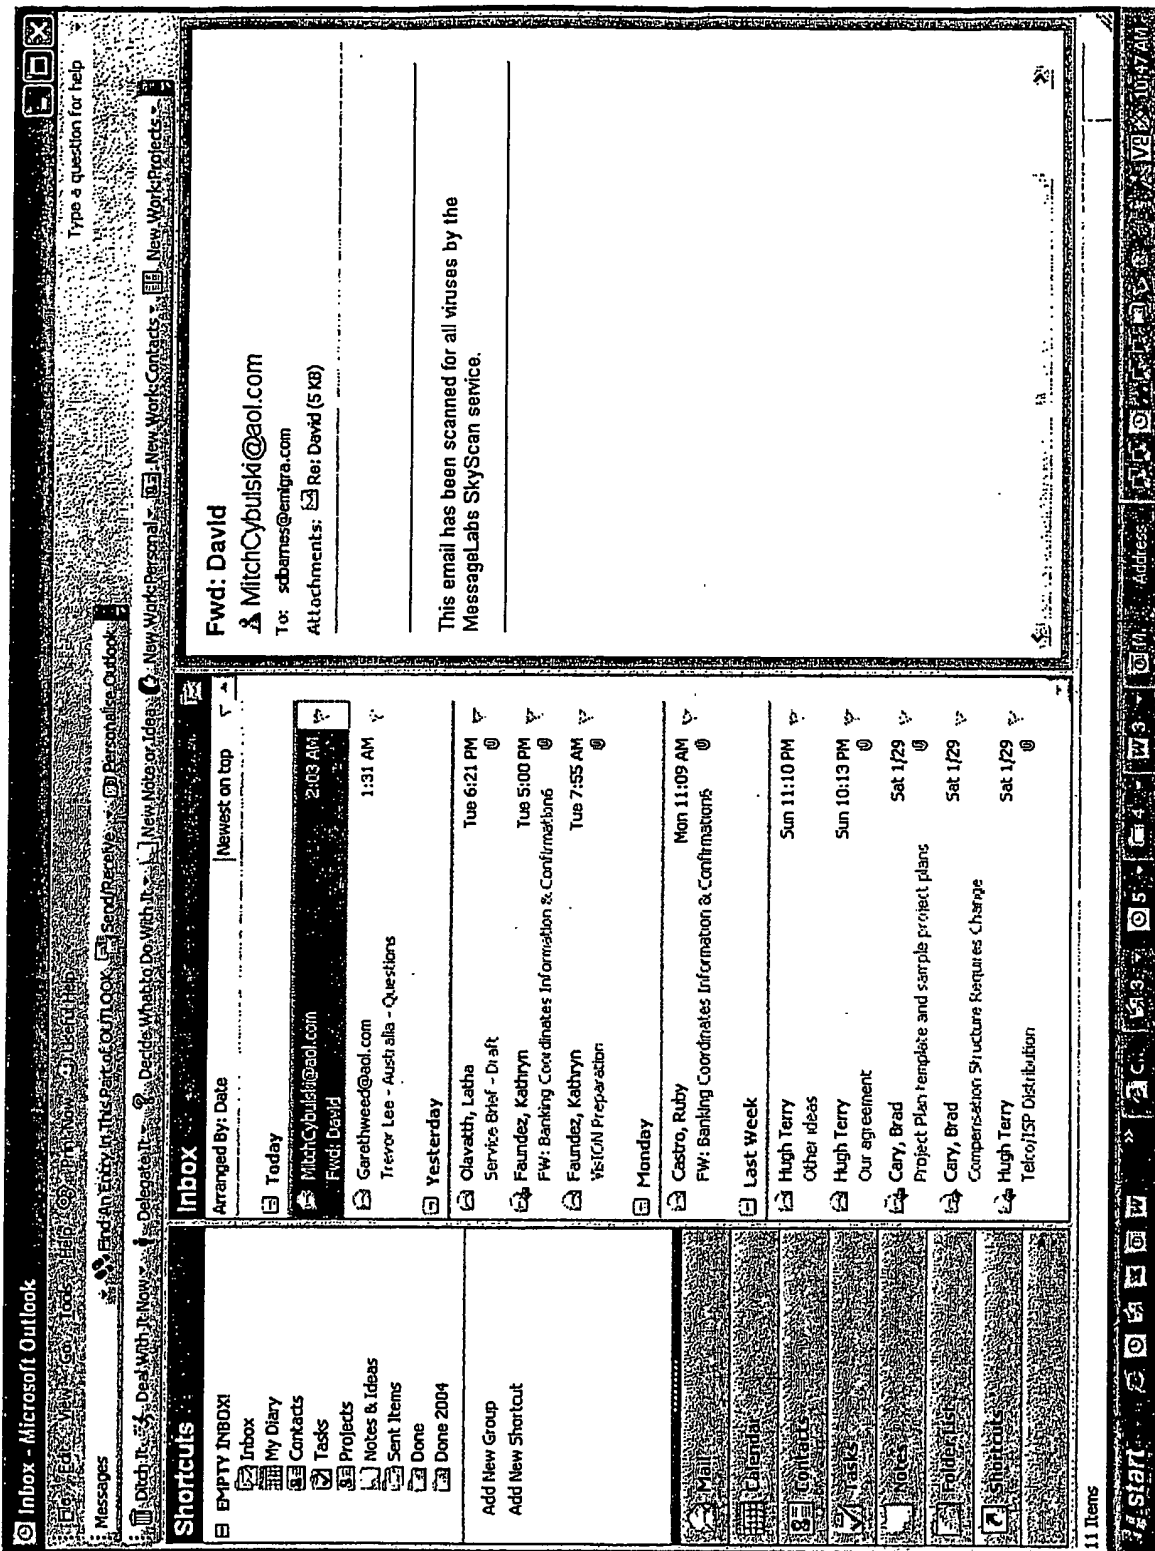 Inbox - Microsoft Outlook
Type a question for help
Messages
Find An Entry In This Part of OUTLOOK
Send/Receive
Personalise Outlook
Ditch It
Deal With It Now
Delegate It
Decide What to Do With It
New Note or Idea
New Work:Personal
New Work:Contacts
New Work:Projects
Shortcuts
EMPTY INBOX!
Inbox
My Diary
Contacts
Tasks
Projects
Notes & Ideas
Sent Items
Done
Done 2004
Add New Group
Add New Shortcut
Mail
Calendar
Contacts
Tasks
Notes
Folder List
Shortcuts
Inbox
Arranged By: Date
Newest on top
Today
MitchCybulski@aol.com 2:03 AM
Fwd: David
Garethweed@aol.com 1:31 AM
Trevor Lee - Australia - Questions
Yesterday
Olavatth, Latha Tue 6:21 PM
Service Brief - Draft
Faundez, Kathryn Tue 5:00 PM
FW: Banking Coordinates Information & Confirmation6
Faundez, Kathryn Tue 7:55 AM
VisION Preparation
Monday
Castro, Ruby Mon 11:09 AM
FW: Banking Coordinates Information & Confirmation6
Last Week
Hugh Terry Sun 11:10 PM
Other ideas
Hugh Terry Sun 10:13 PM
Our agreement
Cary, Brad Sat 1/29
Project Plan template and sample project plans
Cary, Brad Sat 1/29
Compensation Structure Requires Change
Hugh Terry Sat 1/29
Telco/ISP Distribution
Fwd: David
MitchCybulski@aol.com
To: sdbarnes@emigra.com
Attachments: Re: David (5 KB)
This email has been scanned for all viruses by the
MessageLabs SkyScan service.
11 Items
Start
Address
10:47 AM